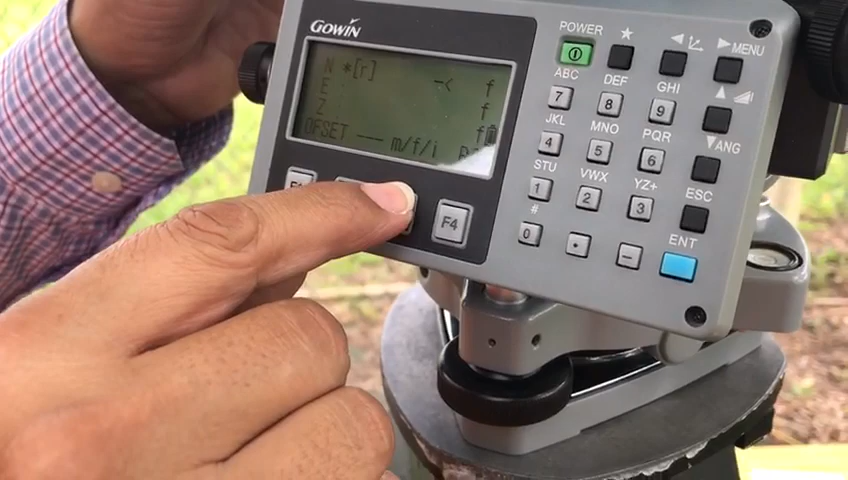 GOWIN
N *[r] -< f
E f
Z f
OFSET --- m/f/i
F4
POWER
★
MENU
ABC
DEF
GHI
7
8
9
JKL
MNO
PQR
ANG
4
5
6
STU
VWX
YZ+
ESC
1
2
3
#
ENT
0
•
−